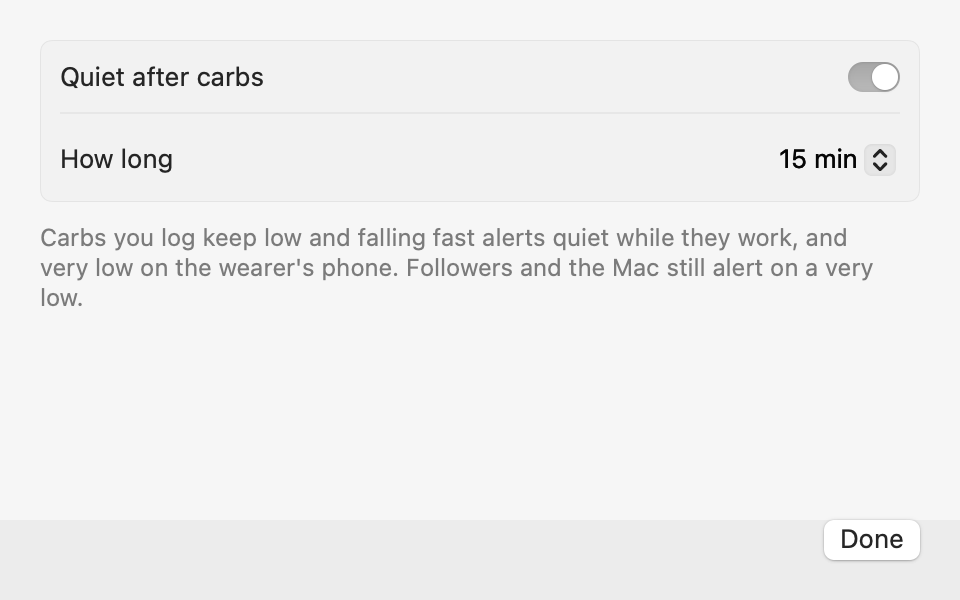 Quiet after carbs
How long
15 min
Carbs you log keep low and falling fast alerts quiet while they work, and
very low on the wearer's phone. Followers and the Mac still alert on a very
low.
Done